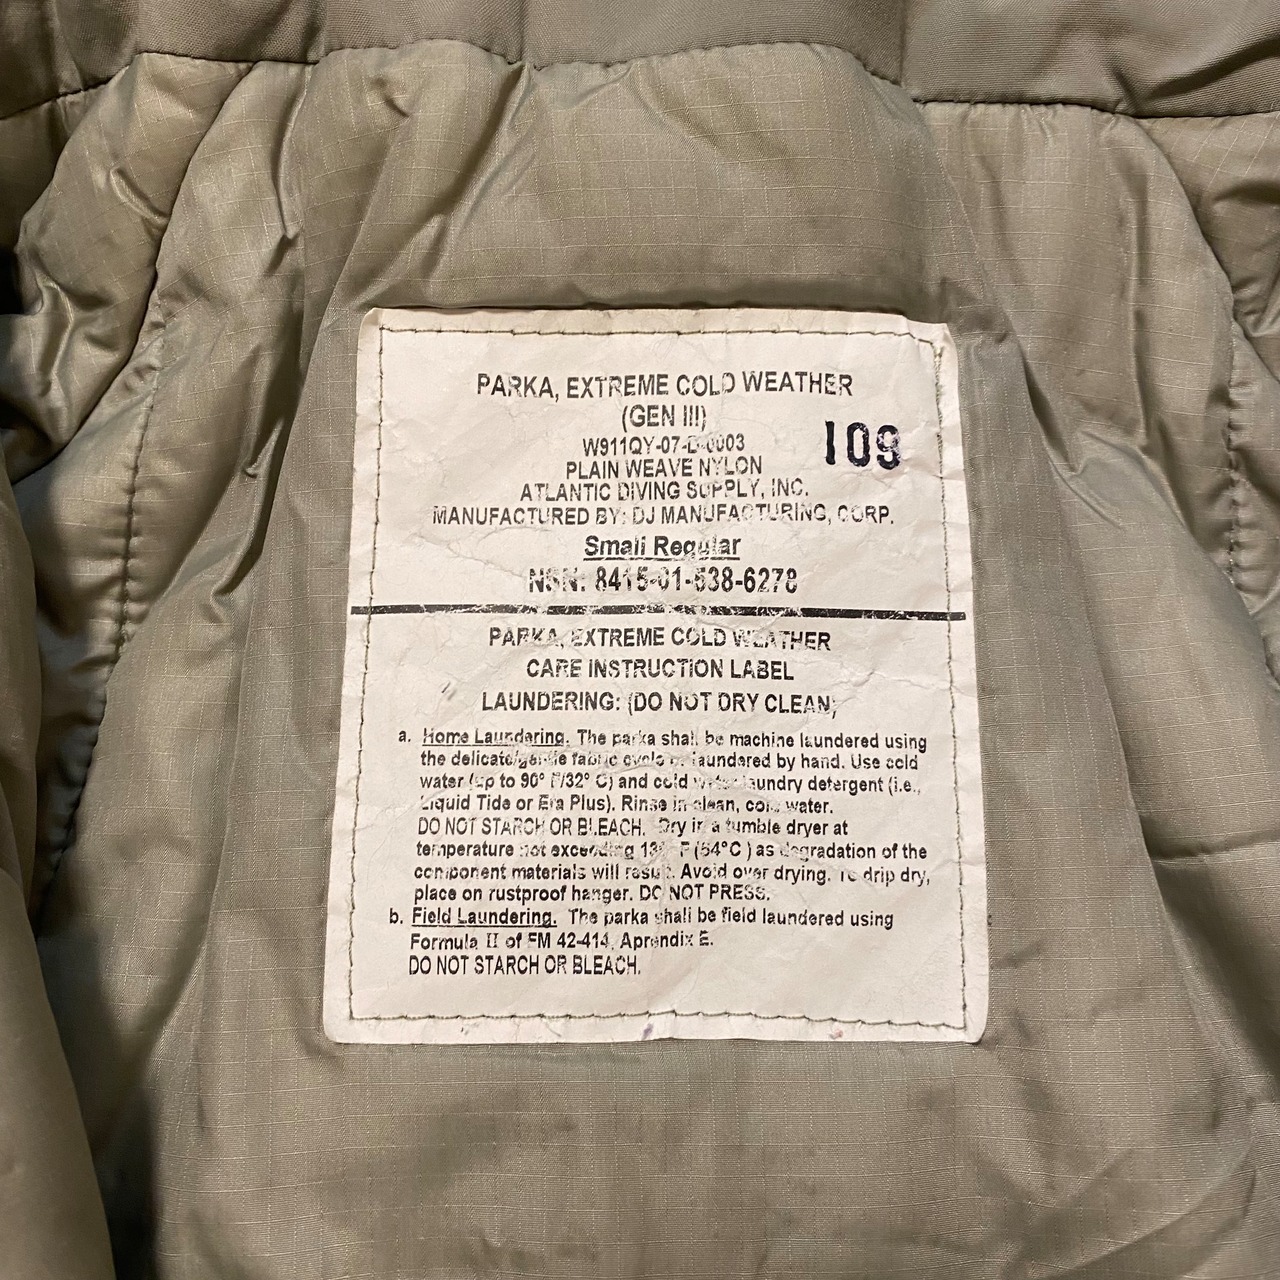 PARKA, EXTREME COLD WEATHER
(GEN III)
109
W911QY-07-D-0003
PLAIN WEAVE NYLON
ATLANTIC DIVING SUPPLY, INC.
MANUFACTURED BY: DJ MANUFACTURING, CORP.
Small Regular
NSN: 8415-01-538-6278
PARKA, EXTREME COLD WEATHER
CARE INSTRUCTION LABEL
LAUNDERING: (DO NOT DRY CLEAN)
a. Home Laundering. The parka shall be machine laundered using
the delicate/gentle fabric cycle or laundered by hand. Use cold
water (up to 90° F/32° C) and cold water laundry detergent (i.e.,
Liquid Tide or Era Plus). Rinse in clean, cold water.
DO NOT STARCH OR BLEACH. Dry in a tumble dryer at
temperature not exceeding F (54°C ) as degradation of the
component materials will result. Avoid over drying. To drip dry,
place on rustproof hanger. DO NOT PRESS.
b. Field Laundering. The parka shall be field laundered using
Formula II of FM 42-414, Appendix E.
DO NOT STARCH OR BLEACH.